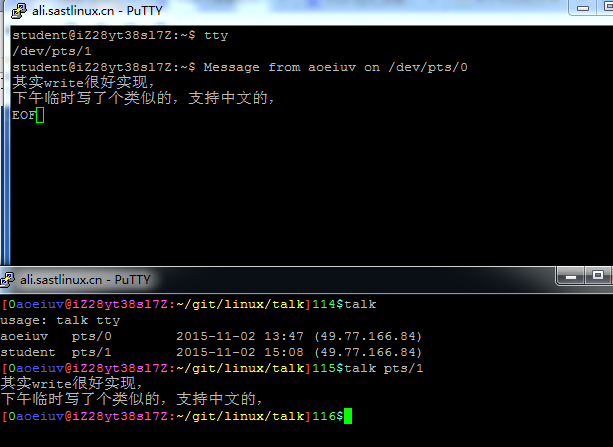 ali.sastlinux.cn - PuTTY
student@iZ28yt38sl7Z:~$ tty
/dev/pts/1
student@iZ28yt38sl7Z:~$ Message from aoeiuv on /dev/pts/0
其实write很好实现，
下午临时写了个类似的，支持中文的，
EOF
ali.sastlinux.cn - PuTTY
[0aoeiuv@iZ28yt38sl7Z:~/git/linux/talk]114$talk
usage: talk tty
aoeiuv   pts/0        2015-11-02 13:47 (49.77.166.84)
student  pts/1        2015-11-02 15:08 (49.77.166.84)
[0aoeiuv@iZ28yt38sl7Z:~/git/linux/talk]115$talk pts/1
其实write很好实现，
下午临时写了个类似的，支持中文的，
[0aoeiuv@iZ28yt38sl7Z:~/git/linux/talk]116$